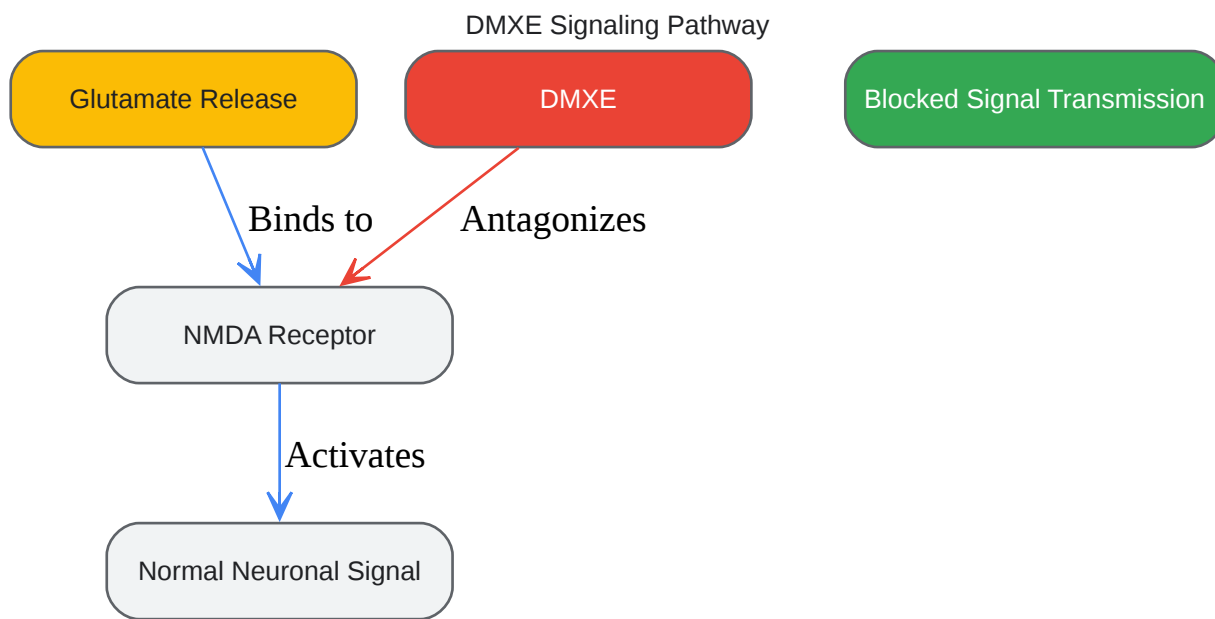 DMXE Signaling Pathway
Glutamate Release
DMXE
Blocked Signal Transmission
Binds to
Antagonizes
NMDA Receptor
Activates
Normal Neuronal Signal